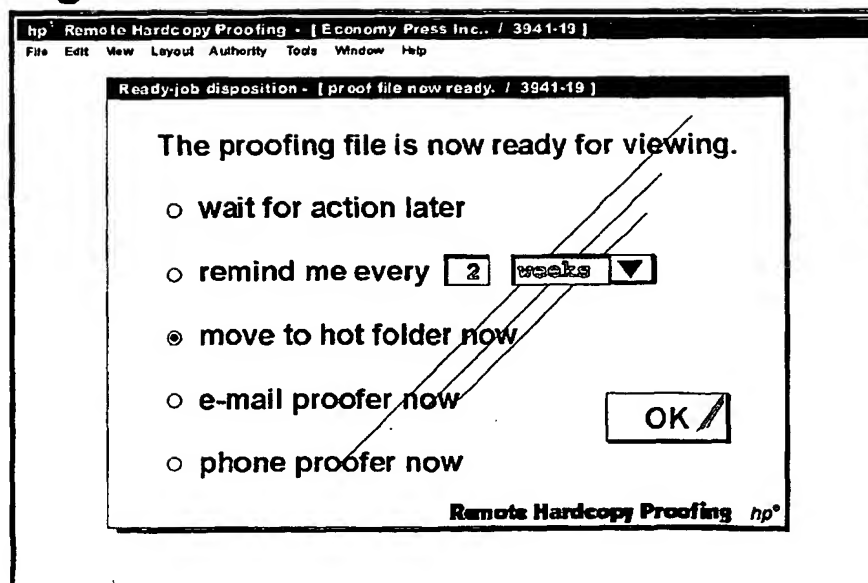 hp° Remote Hardcopy Proofing - [ Economy Press Inc.. / 3941-19 ]
File Edit View Layout Authority Tools Window Help
Ready-job disposition - [ proof file now ready. / 3941-19 ]
The proofing file is now ready for viewing.
wait for action later
remind me every 2 weeks
move to hot folder now
e-mail proofer now
OK
phone proofer now
Remote Hardcopy Proofing hp°